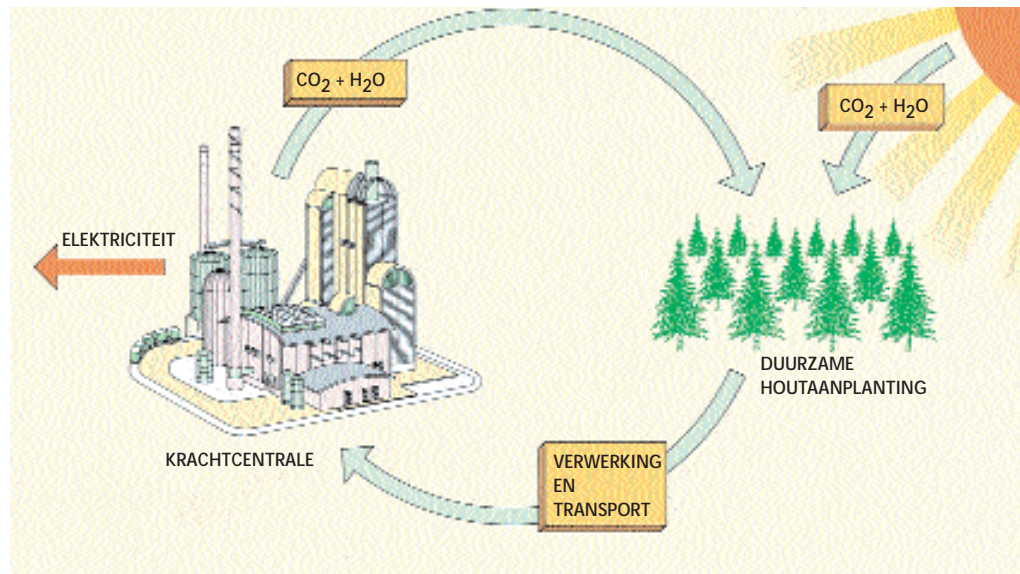 CO₂ + H₂O
CO₂ + H₂O
ELEKTRICITEIT
DUURZAME
HOUTAANPLANTING
KRACHTCENTRALE
VERWERKING
EN
TRANSPORT